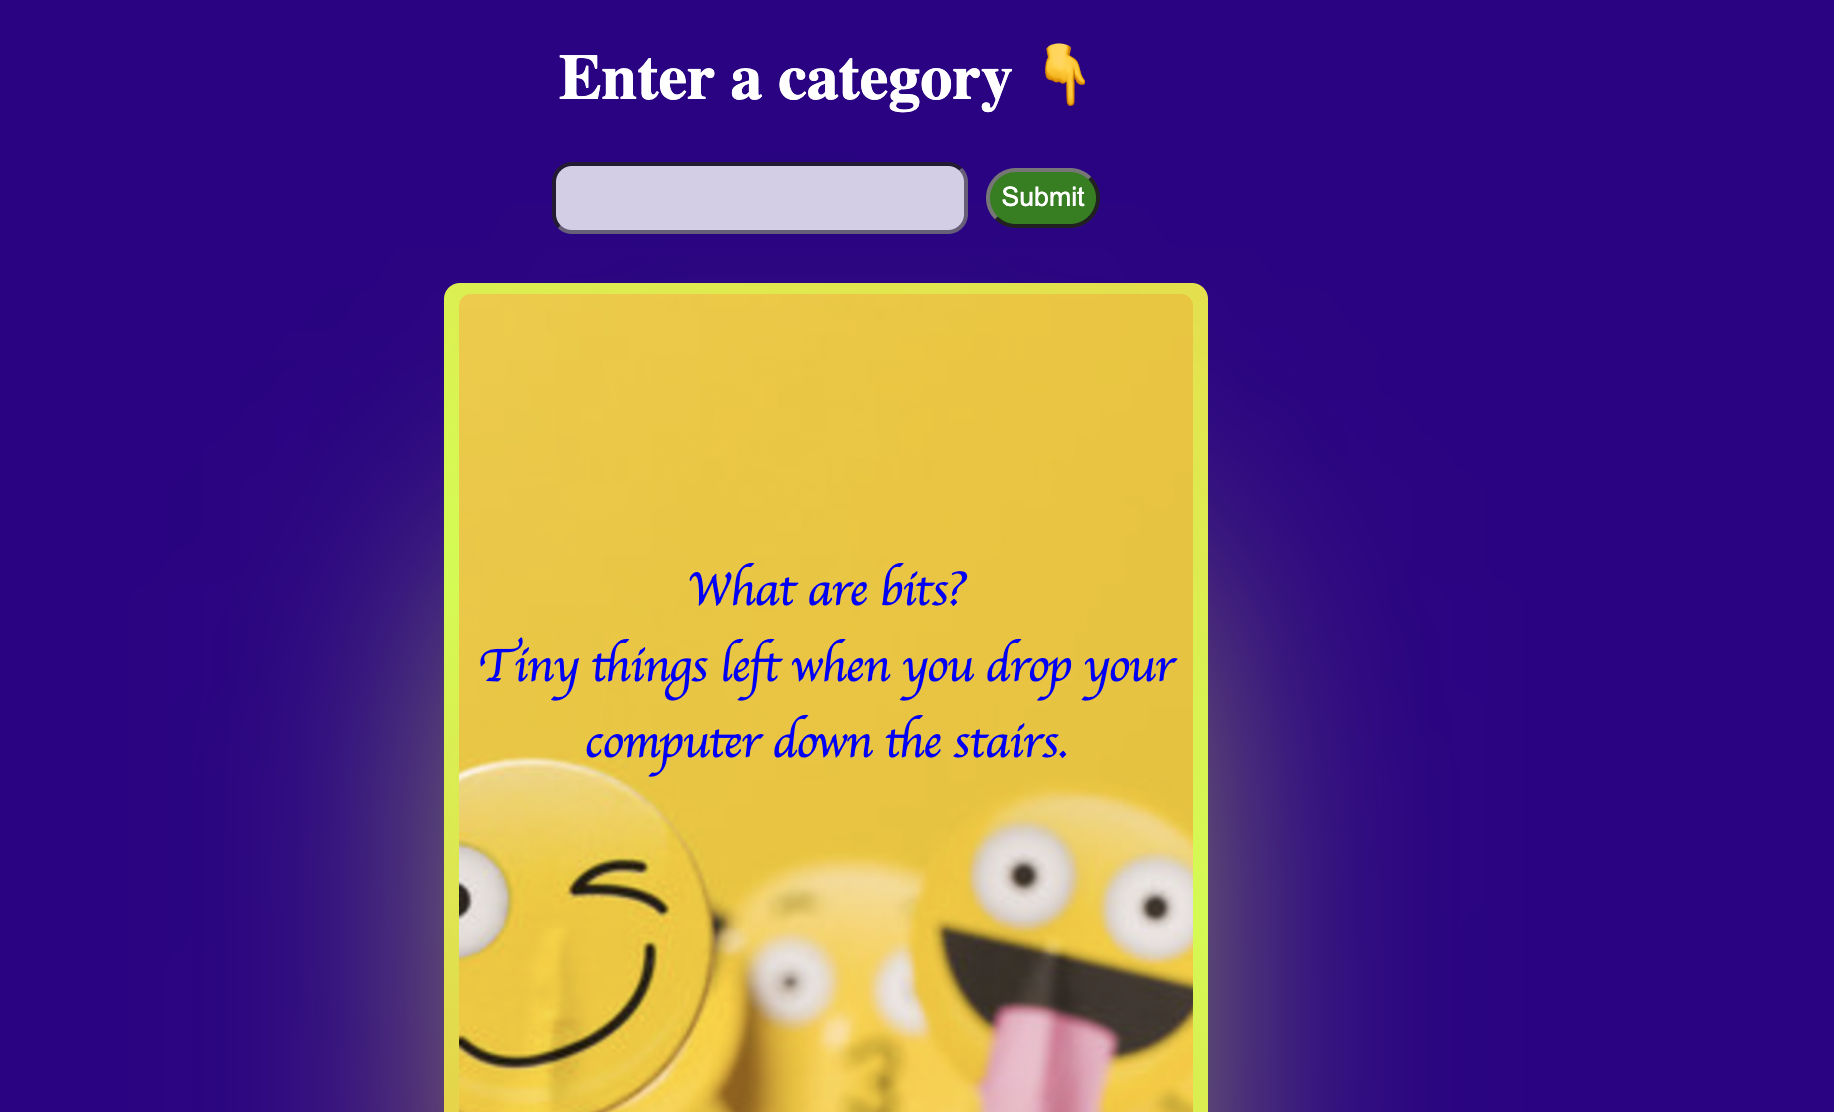 Enter a category 👇
Submit
What are bits?
Tiny things left when you drop your
computer down the stairs.